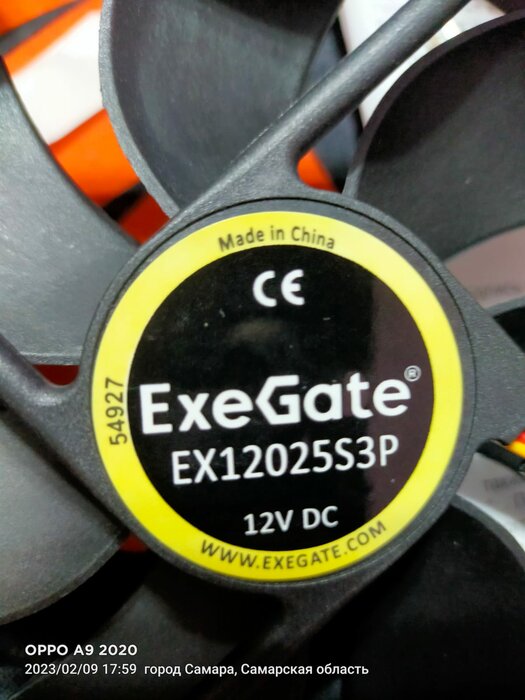 Made in China
CE
54927
ExeGate®
EX12025S3P
12V DC
WWW.EXEGATE.COM
OPPO A9 2020
2023/02/09 17:59 город Самара, Самарская область